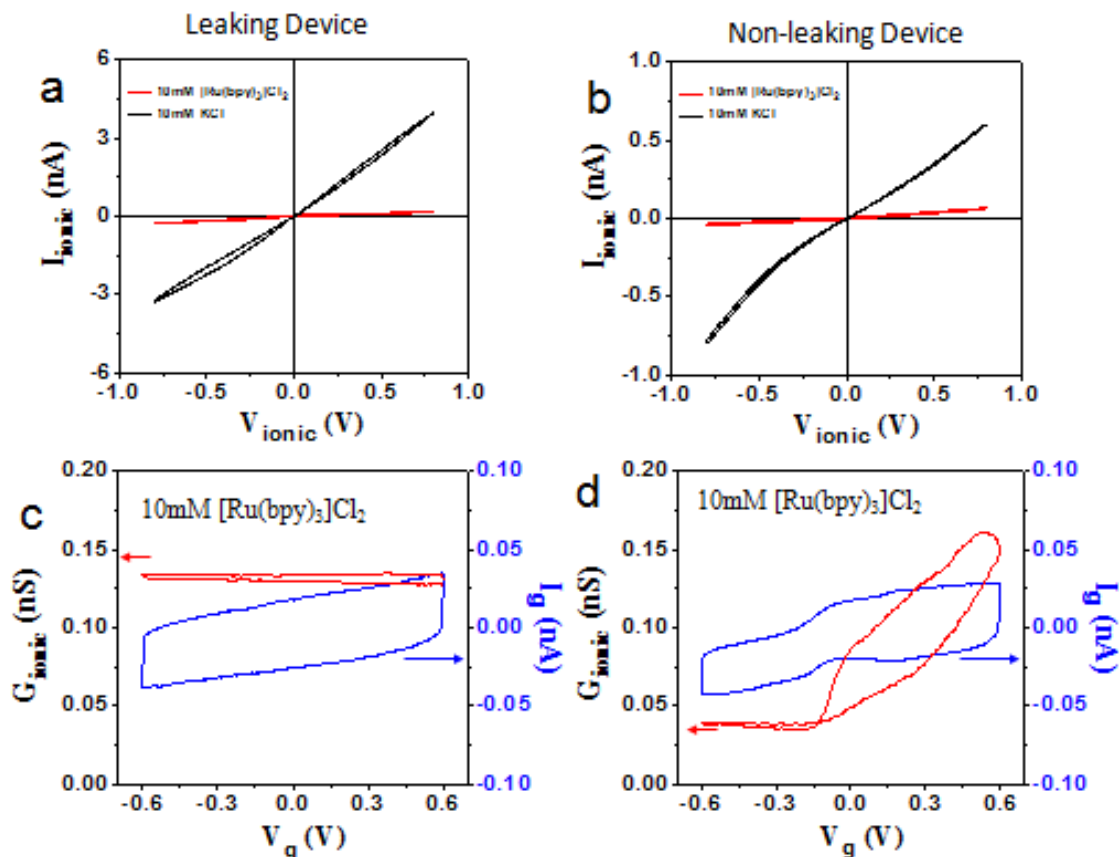 Leaking Device
Non-leaking Device
a
6
3
0
-3
-6
I ionic (nA)
10mM [Ru(bpy)3]Cl2
10mM KCl
-1.0 -0.5 0.0 0.5 1.0
V ionic (V)
b
1.0
0.5
0.0
-0.5
-1.0
I ionic (nA)
10mM [Ru(bpy)3]Cl2
10mM KCl
-1.0 -0.5 0.0 0.5 1.0
V ionic (V)
c
10mM [Ru(bpy)3]Cl2
0.20
0.15
0.10
0.05
0.00
G ionic (nS)
0.10
0.05
0.00
-0.05
-0.10
Ig (nA)
-0.6 -0.3 0.0 0.3 0.6
Vg (V)
d
10mM [Ru(bpy)3]Cl2
0.20
0.15
0.10
0.05
0.00
G ionic (nS)
0.10
0.05
0.00
-0.05
-0.10
Ig (nA)
-0.6 -0.3 0.0 0.3 0.6
Vg (V)